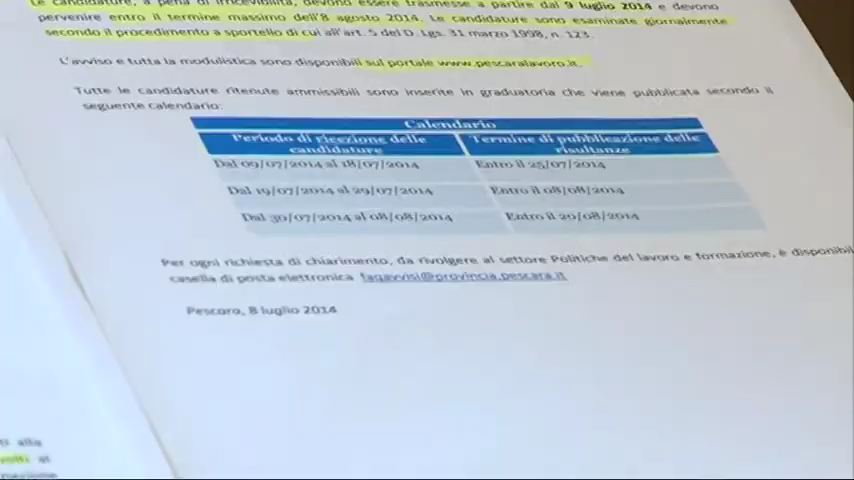 Le candidature, a pena di irricevibilità, devono essere trasmesse a partire dal 9 luglio 2014 e devono
pervenire entro il termine massimo dell'8 agosto 2014. Le candidature sono esaminate giornalmente
secondo il procedimento a sportello di cui all'art. 5 del D. Lgs. 31 marzo 1998, n. 123.
L'avviso e tutta la modulistica sono disponibili sul portale www.pescaralavoro.it.
Tutte le candidature ritenute ammissibili sono inserite in graduatoria che viene pubblicata secondo il
seguente calendario:
Calendario
Periodo di ricezione delle candidature Termine di pubblicazione delle risultanze
Dal 09/07/2014 al 18/07/2014 Entro il 25/07/2014
Dal 19/07/2014 al 29/07/2014 Entro il 08/08/2014
Dal 30/07/2014 al 08/08/2014 Entro il 20/08/2014
Per ogni richiesta di chiarimento, da rivolgere al settore Politiche del lavoro e formazione, è disponibil
casella di posta elettronica faqavvisi@provincia.pescara.it
Pescara, 8 luglio 2014
alla